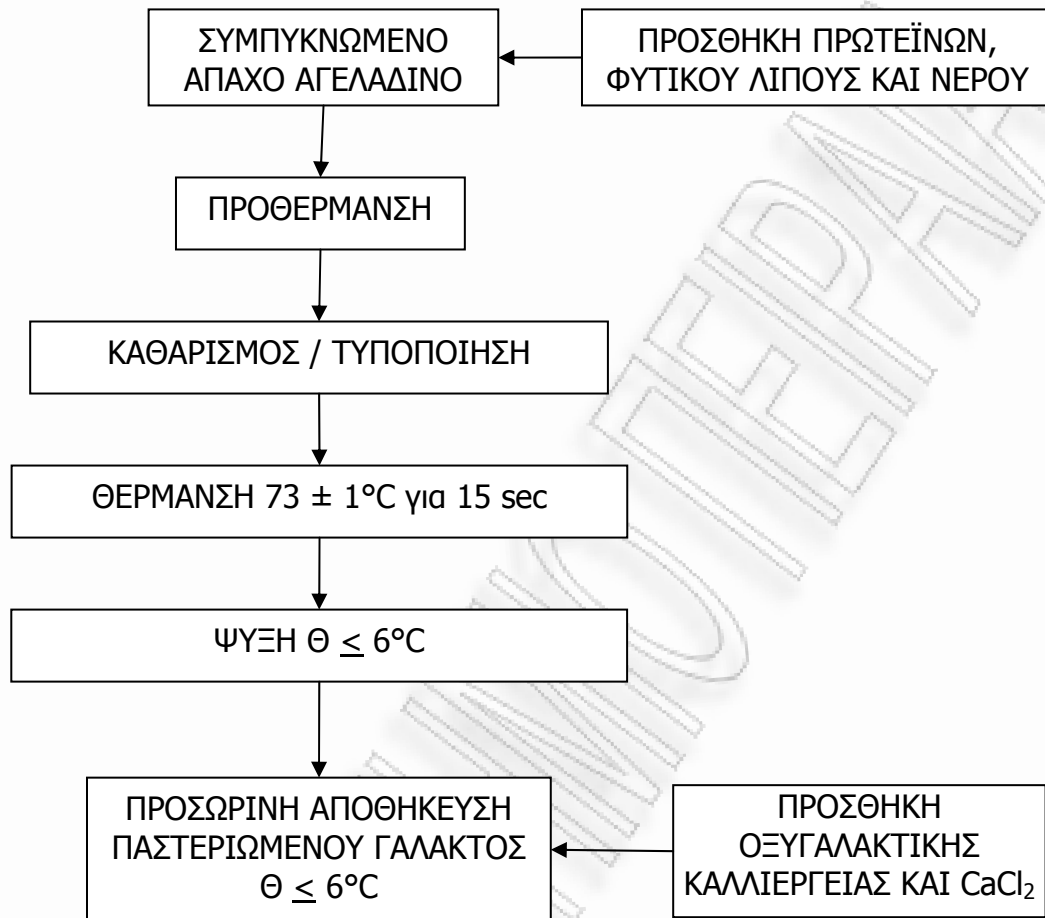 ΣΥΜΠΥΚΝΩΜΕΝΟ
ΑΠΑΧΟ ΑΓΕΛΑΔΙΝΟ
ΠΡΟΣΘΗΚΗ ΠΡΩΤΕΪΝΩΝ,
ΦΥΤΙΚΟΥ ΛΙΠΟΥΣ ΚΑΙ ΝΕΡΟΥ
ΠΡΟΘΕΡΜΑΝΣΗ
ΚΑΘΑΡΙΣΜΟΣ / ΤΥΠΟΠΟΙΗΣΗ
ΘΕΡΜΑΝΣΗ 73 ± 1°C για 15 sec
ΨΥΞΗ Θ < 6°C
ΠΡΟΣΩΡΙΝΗ ΑΠΟΘΗΚΕΥΣΗ
ΠΑΣΤΕΡΙΩΜΕΝΟΥ ΓΑΛΑΚΤΟΣ
Θ < 6°C
ΠΡΟΣΘΗΚΗ
ΟΞΥΓΑΛΑΚΤΙΚΗΣ
ΚΑΛΛΙΕΡΓΕΙΑΣ ΚΑΙ CaCl₂